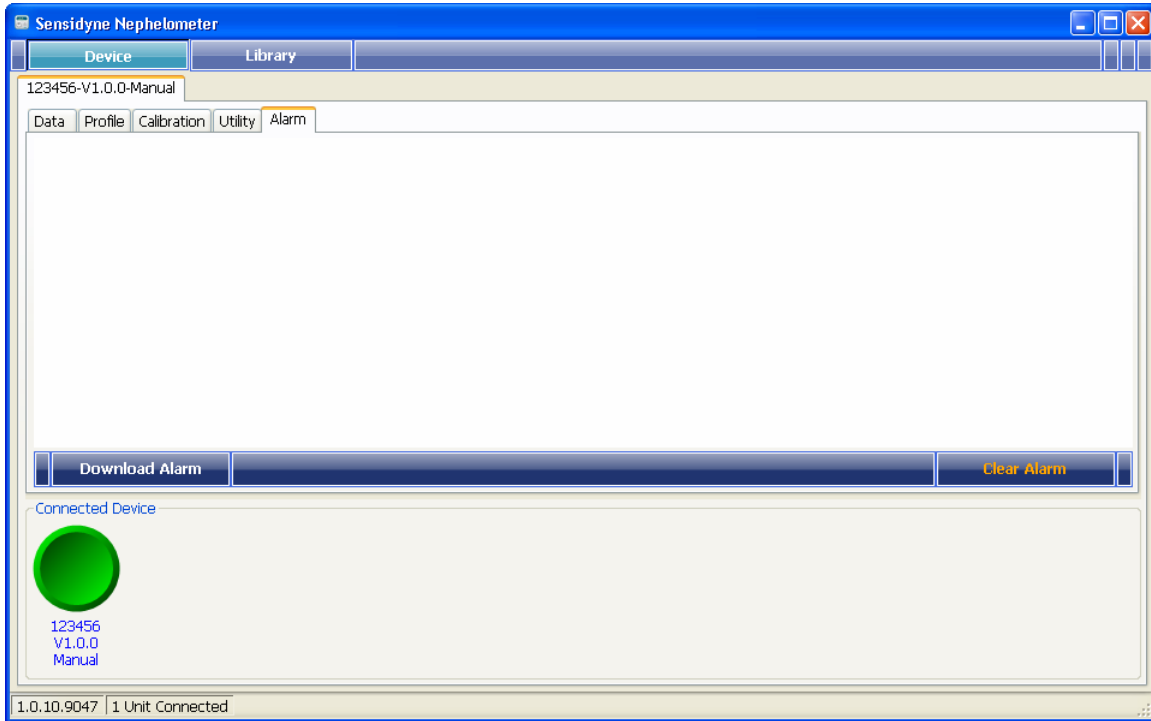 Sensidyne Nephelometer
Device Library
123456-V1.0.0-Manual
Data Profile Calibration Utility Alarm
Download Alarm Clear Alarm
Connected Device
123456
V1.0.0
Manual
1.0.10.9047 1 Unit Connected